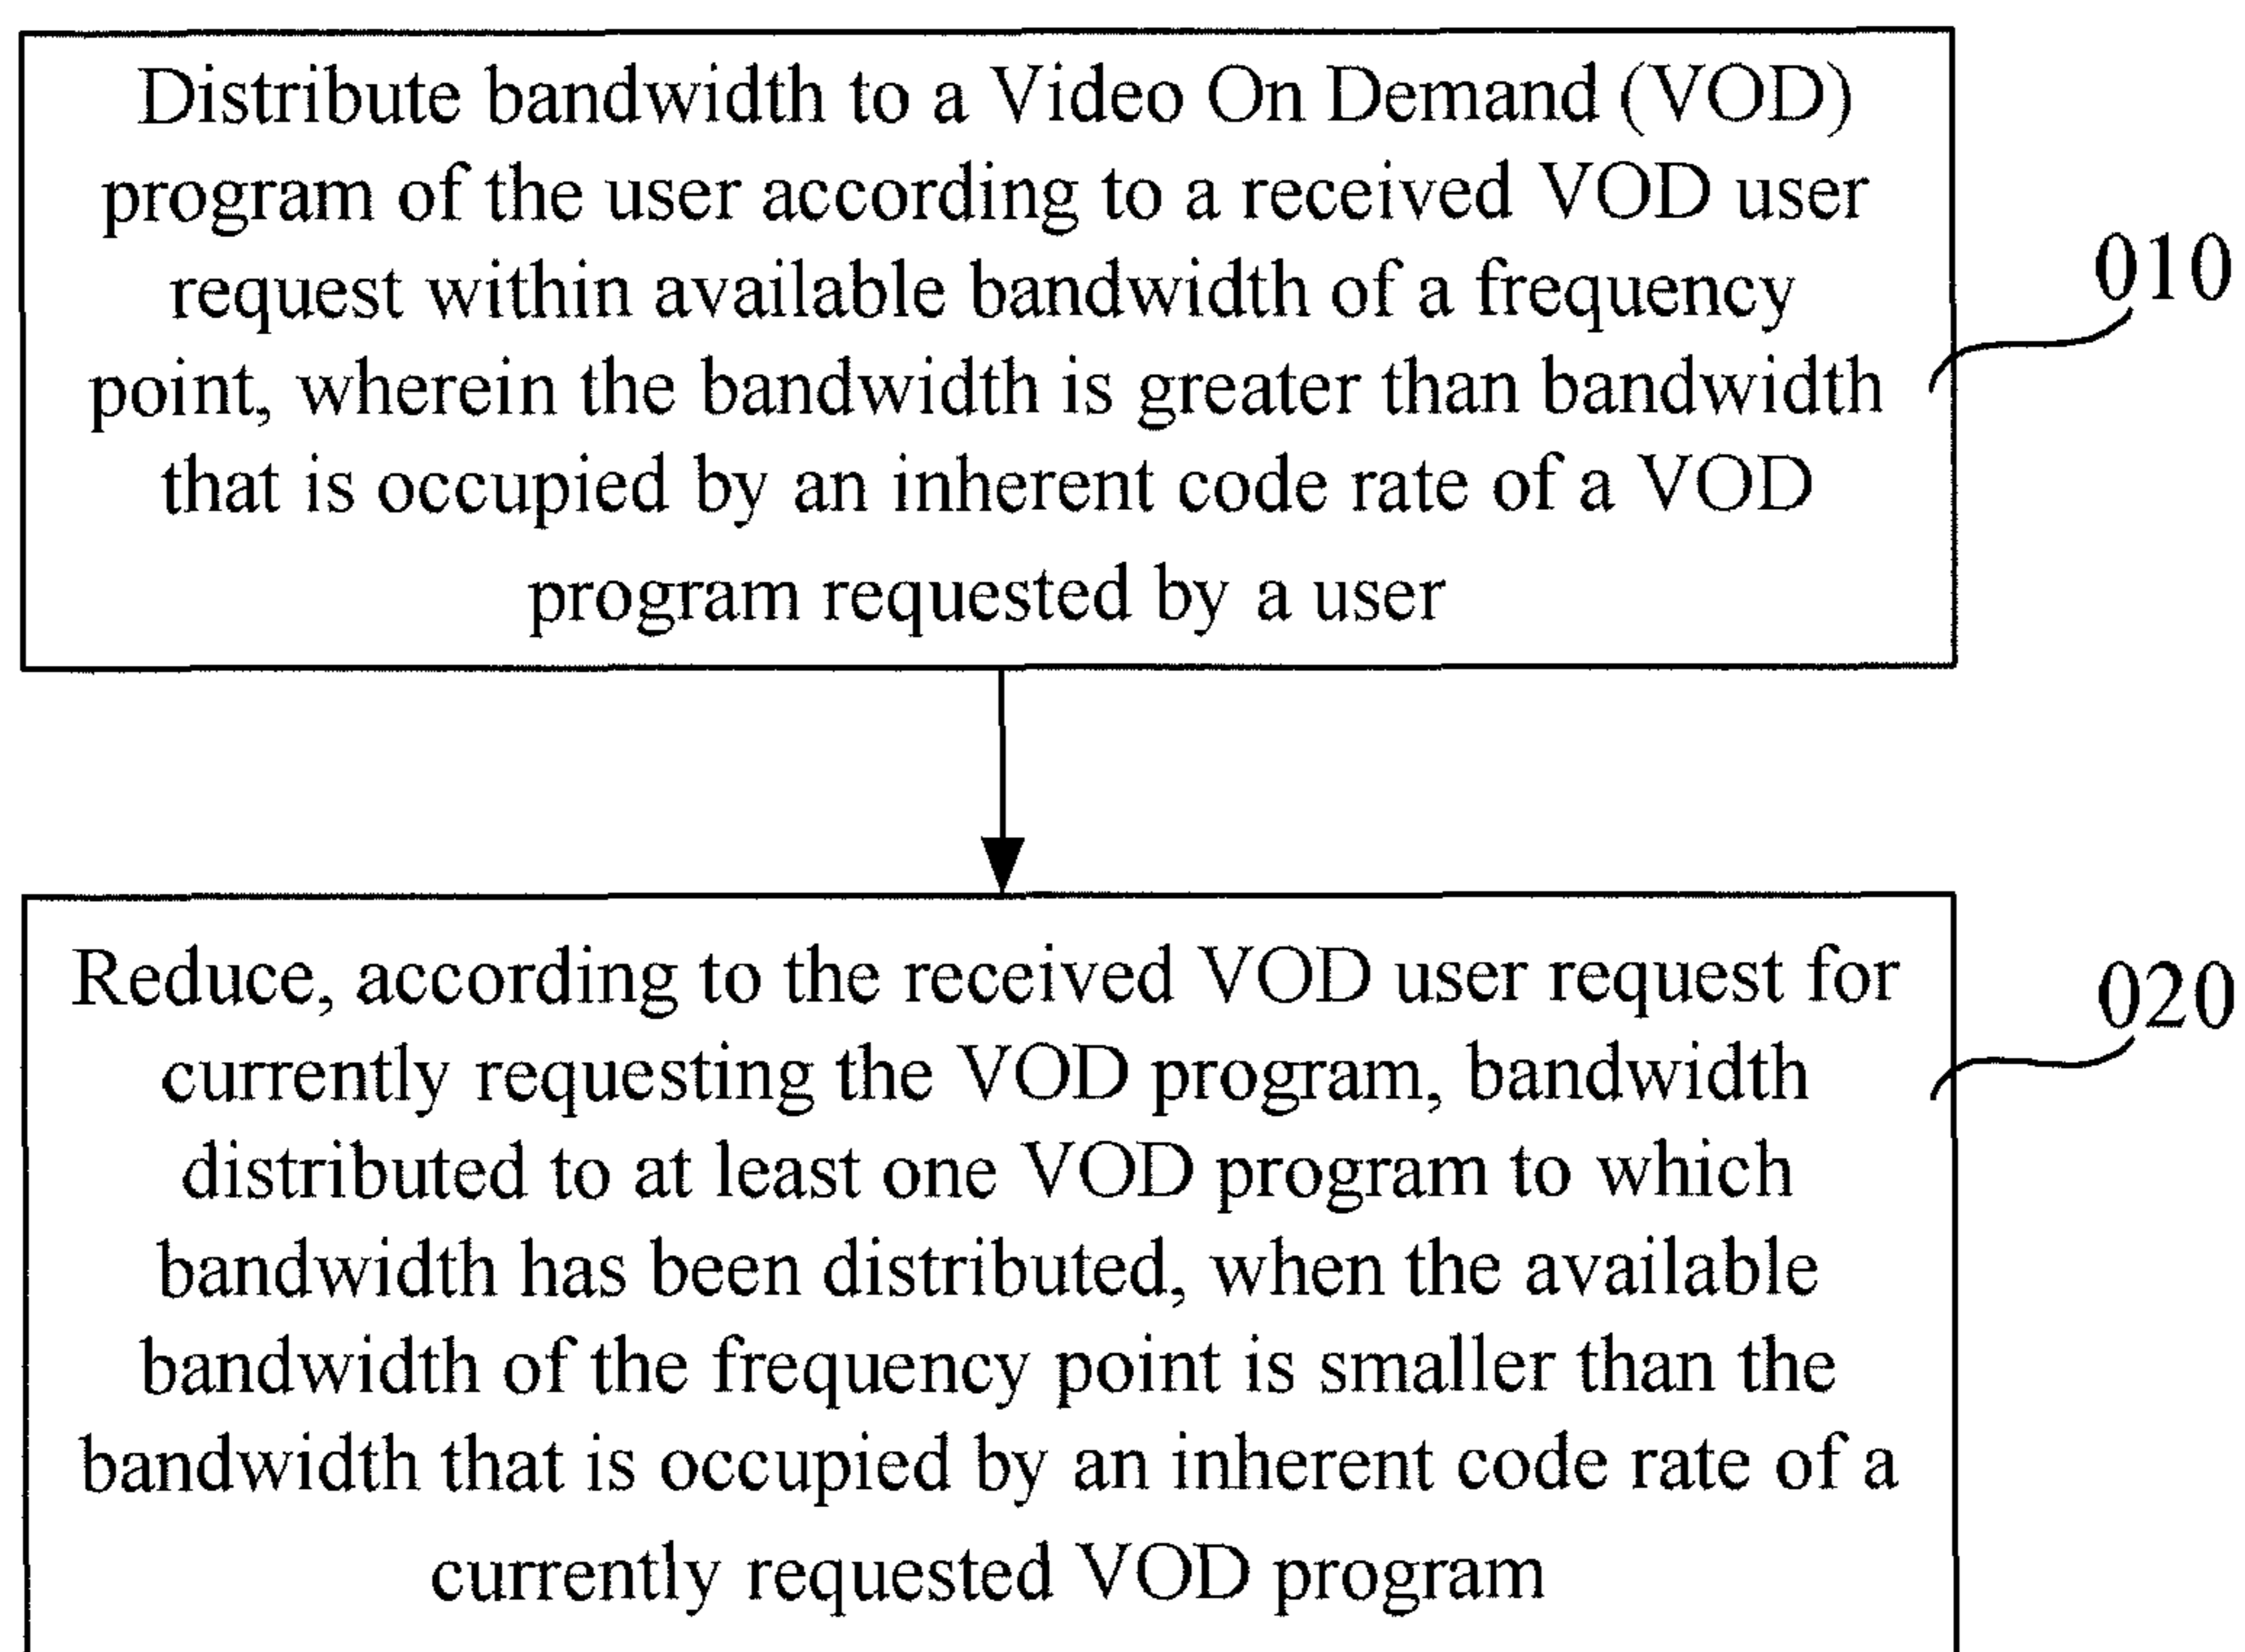 Distribute bandwidth to a Video On Demand (VOD)
program of the user according to a received VOD user
request within available bandwidth of a frequency
point, wherein the bandwidth is greater than bandwidth
that is occupied by an inherent code rate of a VOD
program requested by a user
010
Reduce, according to the received VOD user request for
currently requesting the VOD program, bandwidth
distributed to at least one VOD program to which
bandwidth has been distributed, when the available
bandwidth of the frequency point is smaller than the
bandwidth that is occupied by an inherent code rate of a
currently requested VOD program
020